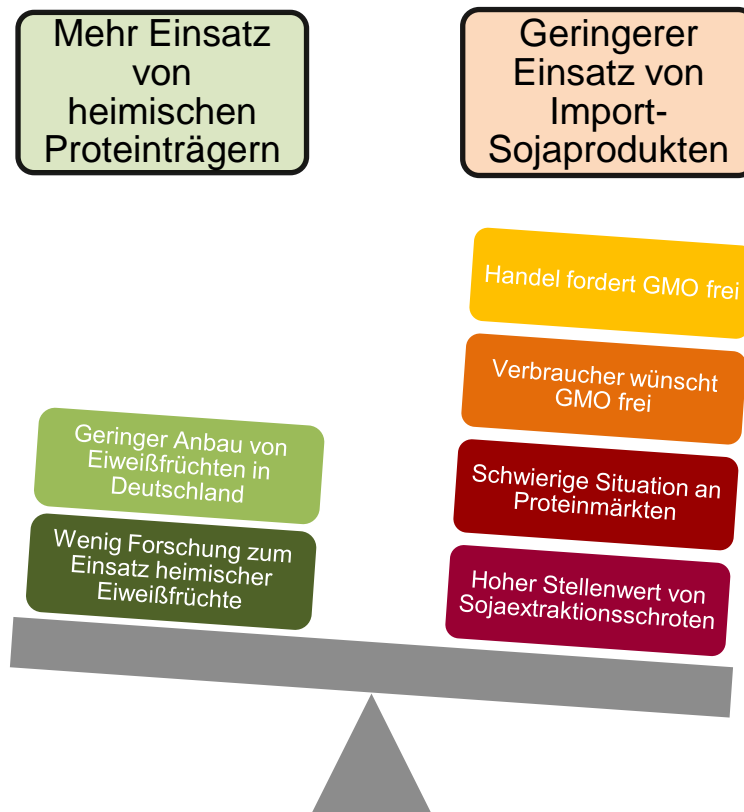 Mehr Einsatz
von
heimischen
Proteinträgern
Geringerer
Einsatz von
Import-
Sojaprodukten
Handel fordert GMO frei
Verbraucher wünscht
GMO frei
Schwierige Situation an
Proteinmärkten
Hoher Stellenwert von
Sojaextraktionsschroten
Geringer Anbau von
Eiweißfrüchten in
Deutschland
Wenig Forschung zum
Einsatz heimischer
Eiweißfrüchte